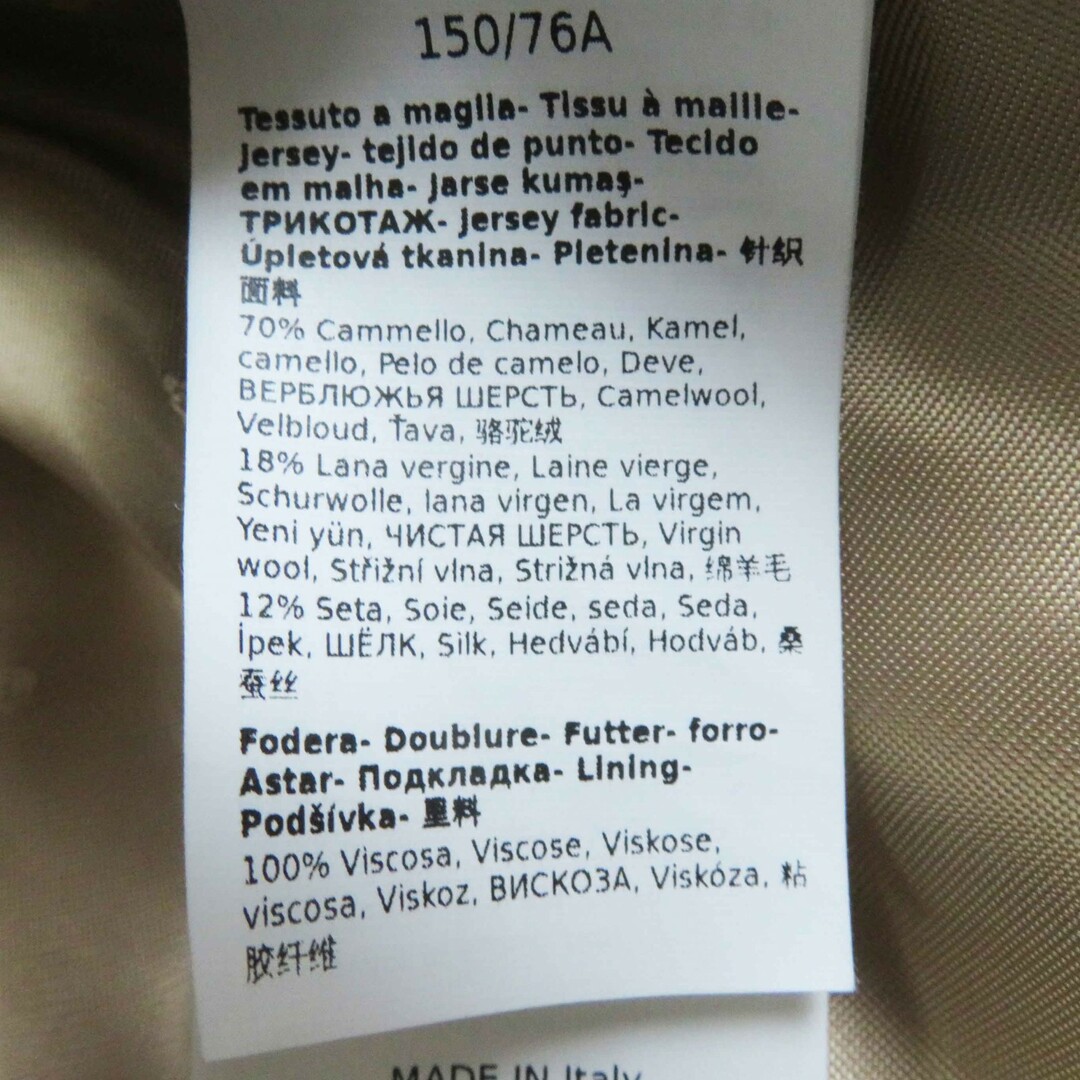 150/76A
Tessuto a maglia- Tissu à maille-
Jersey- tejido de punto- Tecido
em malha- Jarse kumaş-
ТРИКОТАЖ- Jersey fabric-
Úpletová tkanina- Pletenina- 针织
面料
70% Cammello, Chameau, Kamel,
camello, Pelo de camelo, Deve,
ВЕРБЛЮЖЬЯ ШЕРСТЬ, Camelwool,
Velbloud, Ťava, 骆驼绒
18% Lana vergine, Laine vierge,
Schurwolle, lana virgen, La virgem,
Yeni yün, ЧИСТАЯ ШЕРСТЬ, Virgin
wool, Střižní vlna, Strižná vlna, 绵羊毛
12% Seta, Soie, Seide, seda, Seda,
İpek, ШЁЛК, Silk, Hedvábí, Hodváb, 桑
蚕丝
Fodera- Doublure- Futter- forro-
Astar- Подкладка- Lining-
Podšívka- 里料
100% Viscosa, Viscose, Viskose,
viscosa, Viskoz, ВИСКОЗА, Viskóza, 粘
胶纤维
MADE IN Italy